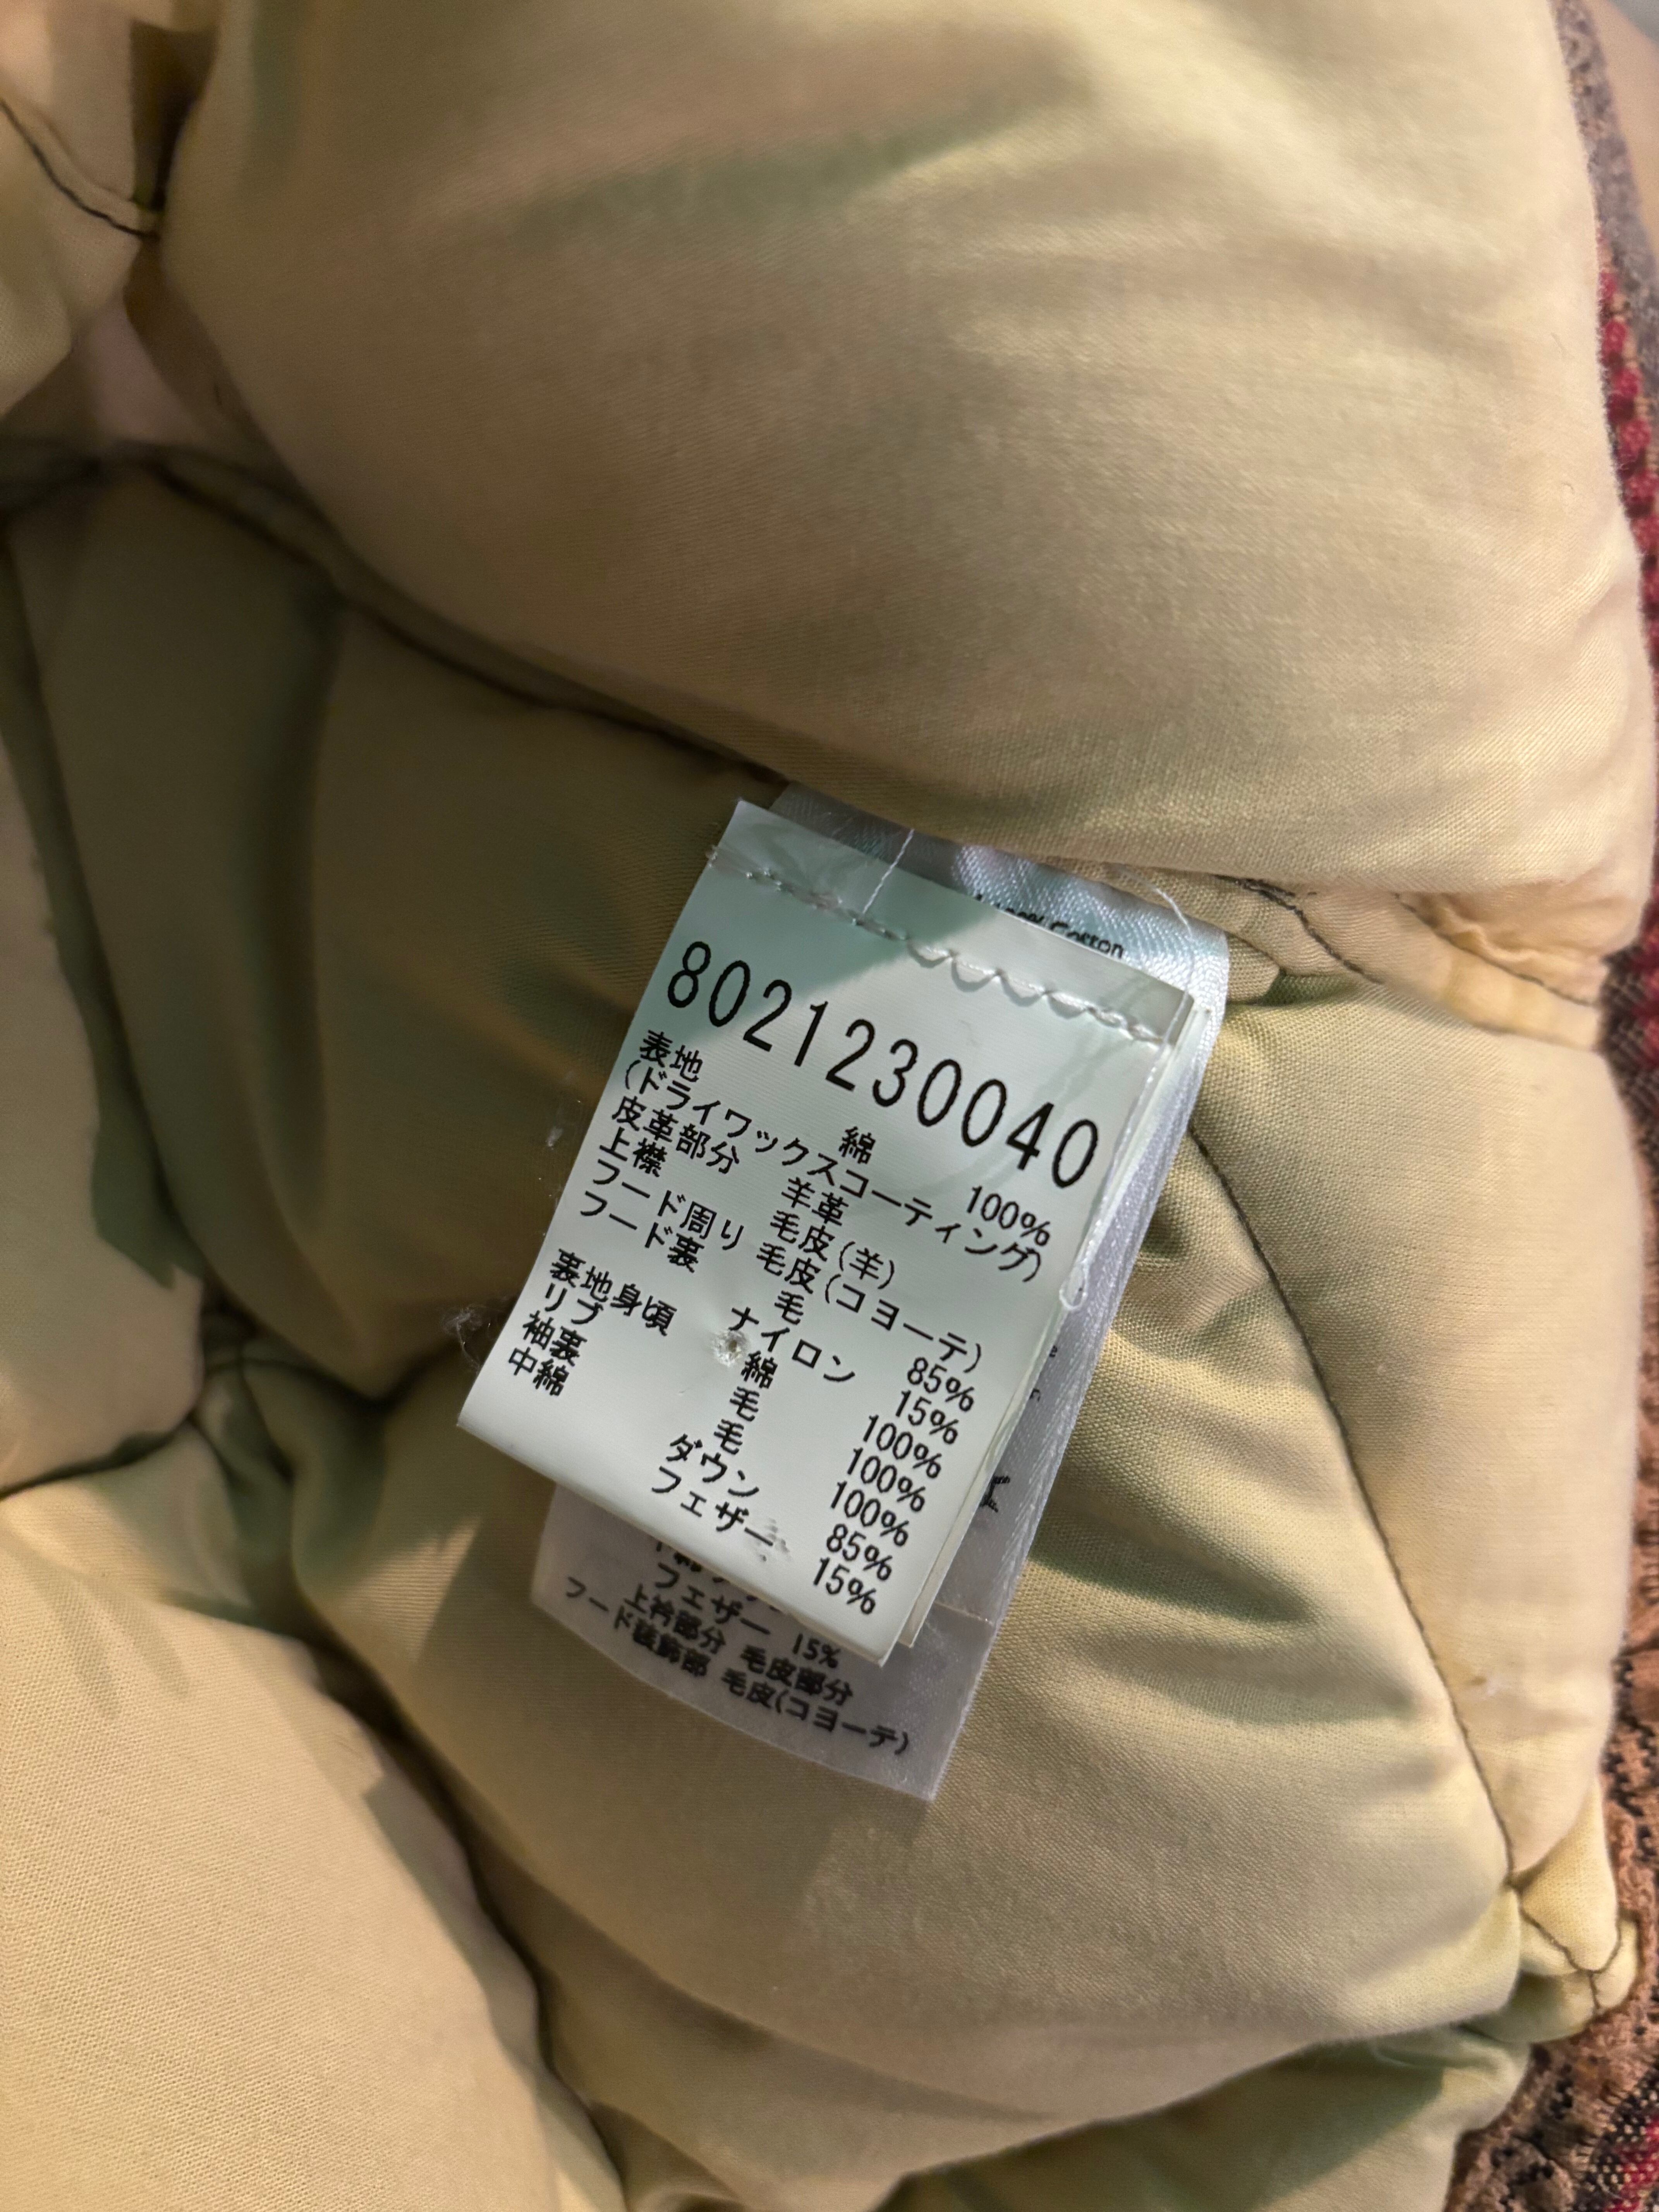 Cotton
8021230040
表地 綿 100%
(ドライワックスコーティング)
皮革部分 羊革
上襟 毛皮(羊)
フード周り 毛皮(コヨーテ)
フード裏 毛 85%
ナイロン 15%
裏地身頃 綿 100%
リブ 毛 100%
袖裏 毛 100%
中綿 ダウン 85%
フェザー 15%
フェザー 15%
上衿部分 毛皮部分
フード装飾部 毛皮(コヨーテ)